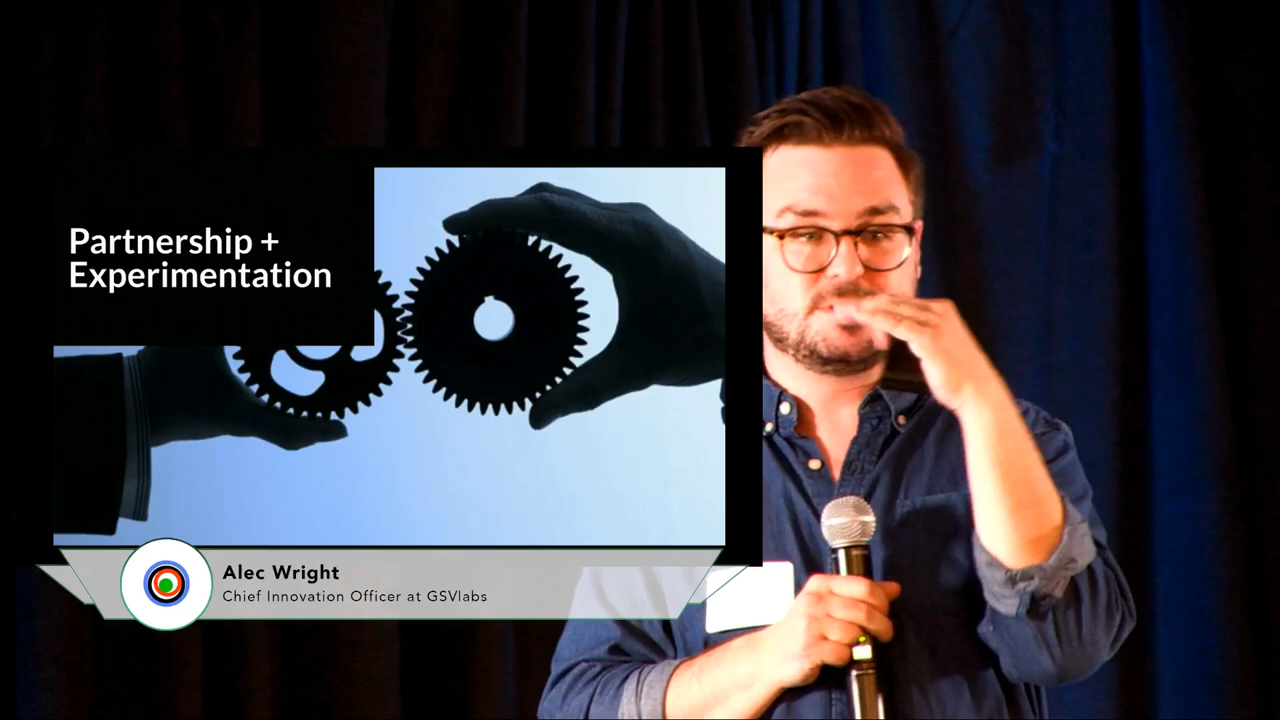 Partnership +
Experimentation
Alec Wright
Chief Innovation Officer at GSVlabs